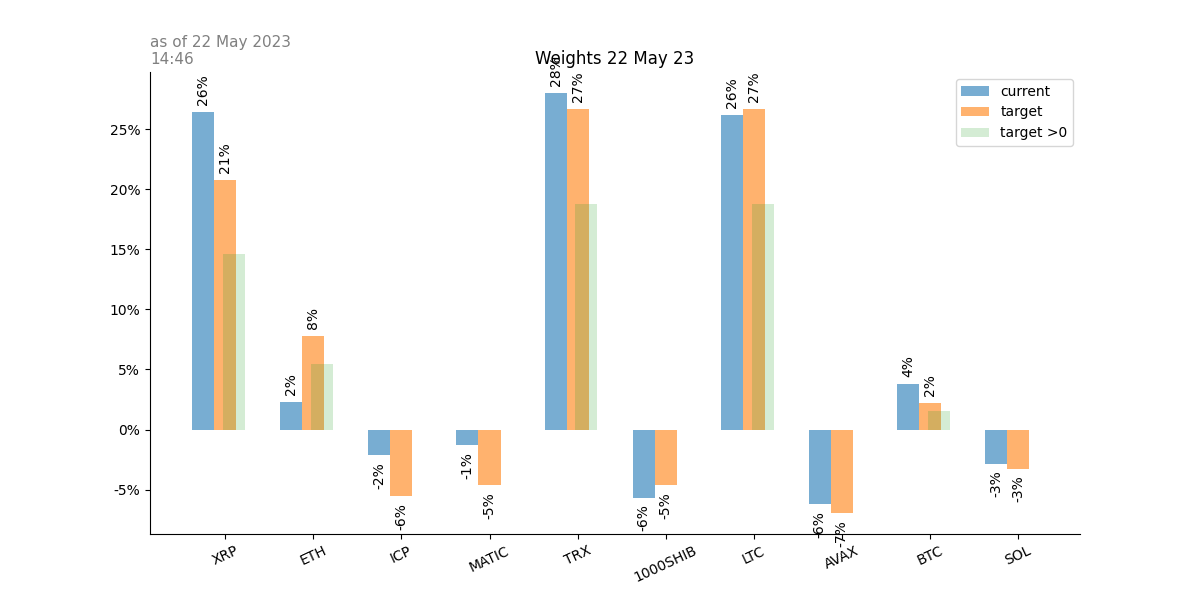 as of 22 May 2023
14:46
Weights 22 May 23
current
target
target >0
25%
20%
15%
10%
5%
0%
-5%
26%
21%
2%
8%
-2%
-6%
-1%
-5%
28%
27%
-6%
-5%
26%
27%
-6%
-7%
4%
2%
-3%
-3%
XRP
ETH
ICP
MATIC
TRX
1000SHIB
LTC
AVAX
BTC
SOL